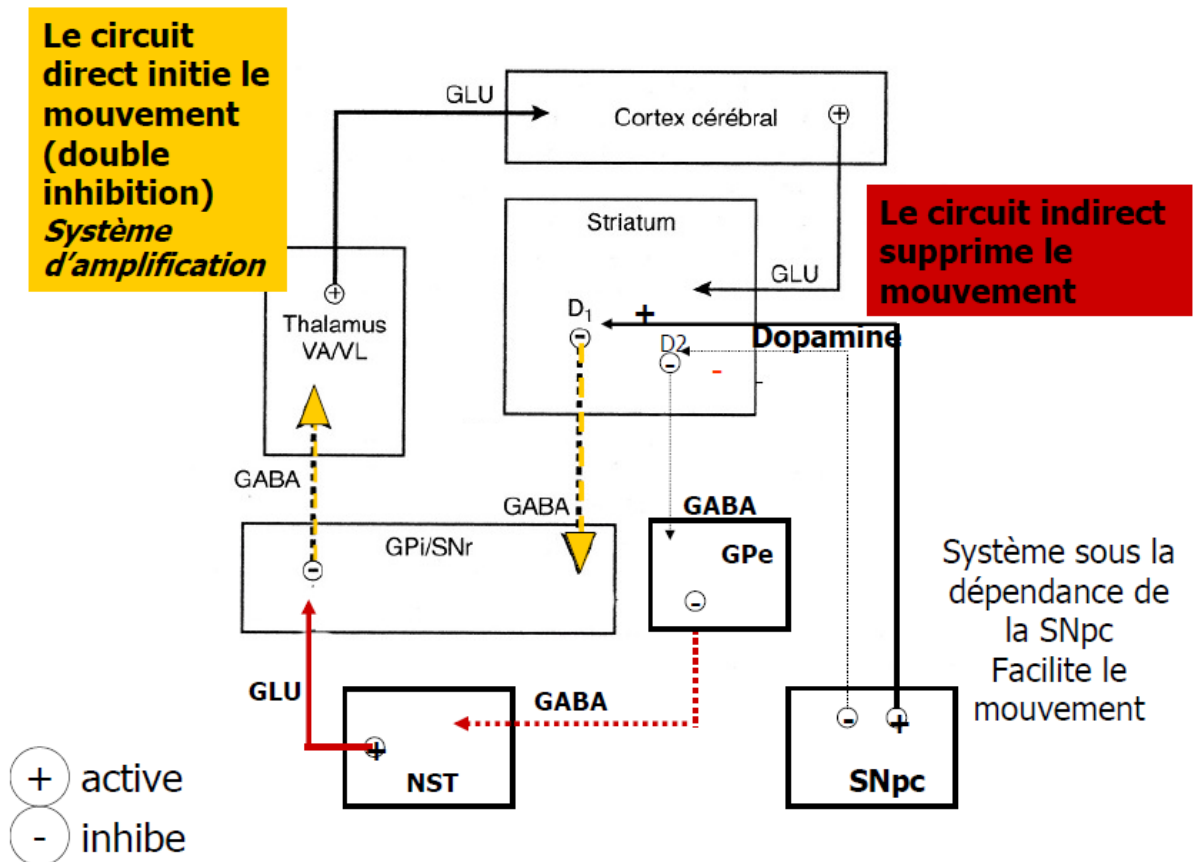 Le circuit
direct initie le
mouvement
(double
inhibition)
Système
d’amplification
GLU
Cortex cérébral
+
Striatum
Le circuit indirect
supprime le
mouvement
GLU
+
Thalamus
VA/VL
D1
+
-
Dopamine
D2
-
-
-
GABA
GABA
GABA
GPi/SNr
-
GPe
-
Système sous la
dépendance de
la SNpc
Facilite le
mouvement
GLU
GABA
+
NST
-
+
SNpc
+ active
- inhibe